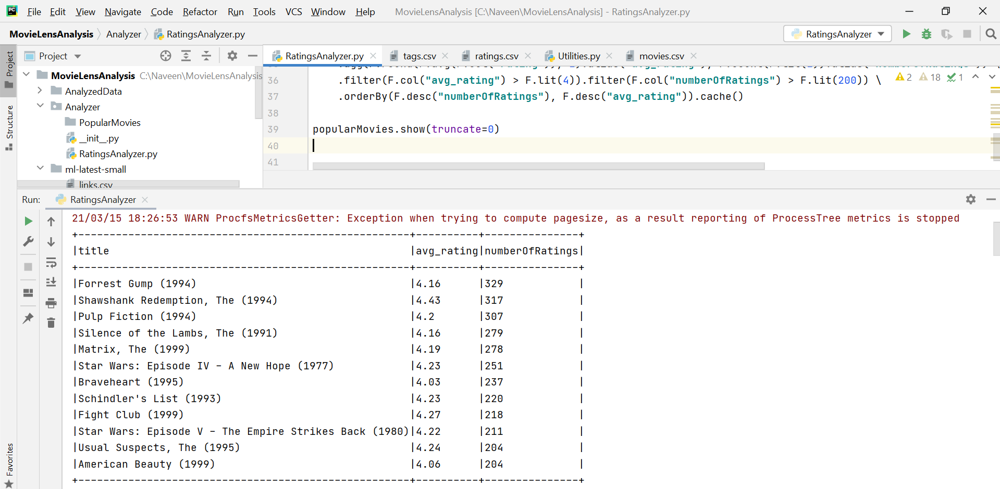 File Edit View Navigate Code Refactor Run Tools VCS Window Help MovieLensAnalysis [C:\Naveen\MovieLensAnalysis] - RatingsAnalyzer.py
MovieLensAnalysis Analyzer RatingsAnalyzer.py RatingsAnalyzer
Project
Project
RatingsAnalyzer.py tags.csv ratings.csv Utilities.py movies.csv
MovieLensAnalysis C:\Naveen\MovieLensAnalysis
AnalyzedData
Analyzer
PopularMovies
__init__.py
RatingsAnalyzer.py
ml-latest-small
links.csv
Structure
36 .filter(F.col("avg_rating") > F.lit(4)).filter(F.col("numberOfRatings") > F.lit(200)) \
2 18 1
37 .orderBy(F.desc("numberOfRatings"), F.desc("avg_rating")).cache()
38
39 popularMovies.show(truncate=0)
40
41
Run: RatingsAnalyzer
21/03/15 18:26:53 WARN ProcfsMetricsGetter: Exception when trying to compute pagesize, as a result reporting of ProcessTree metrics is stopped
+-----------------------------------------------------+----------+---------------+
|title |avg_rating|numberOfRatings|
+-----------------------------------------------------+----------+---------------+
|Forrest Gump (1994) |4.16 |329 |
|Shawshank Redemption, The (1994) |4.43 |317 |
|Pulp Fiction (1994) |4.2 |307 |
|Silence of the Lambs, The (1991) |4.16 |279 |
|Matrix, The (1999) |4.19 |278 |
|Star Wars: Episode IV - A New Hope (1977) |4.23 |251 |
|Braveheart (1995) |4.03 |237 |
|Schindler's List (1993) |4.23 |220 |
|Fight Club (1999) |4.27 |218 |
|Star Wars: Episode V - The Empire Strikes Back (1980)|4.22 |211 |
|Usual Suspects, The (1995) |4.24 |204 |
|American Beauty (1999) |4.06 |204 |
+-----------------------------------------------------+----------+---------------+
Favorites